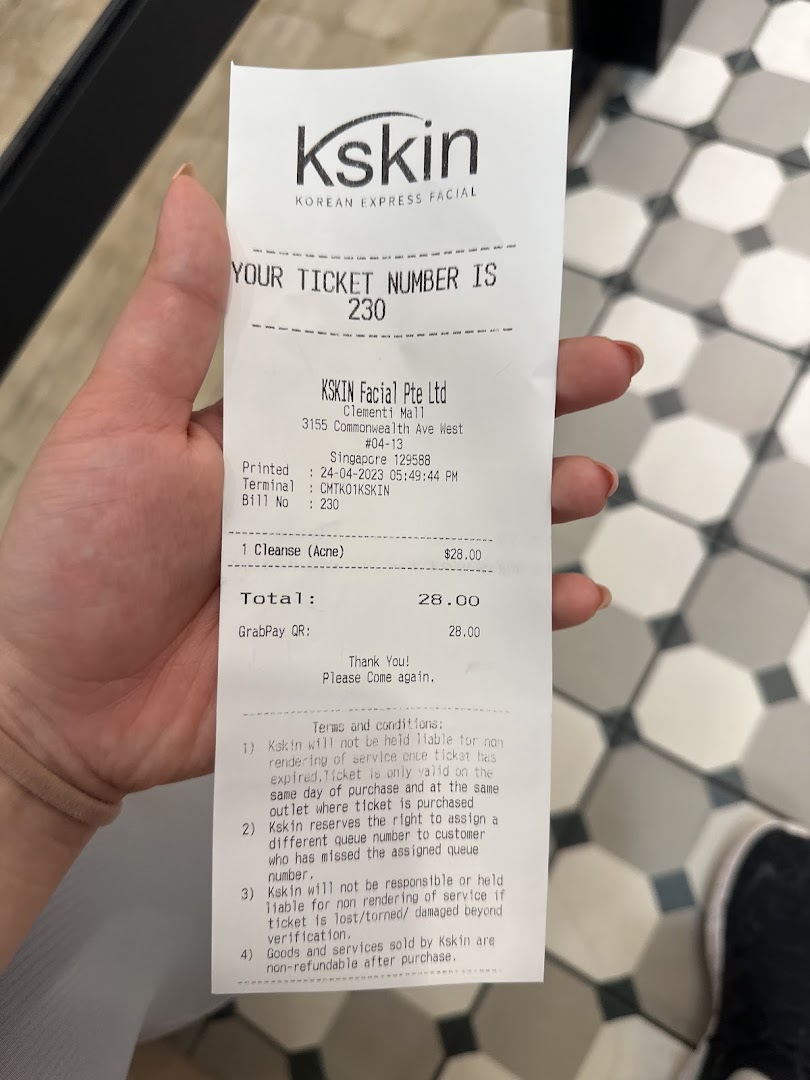 Kskin
KOREAN EXPRESS FACIAL
YOUR TICKET NUMBER IS
230
KSKIN Facial Pte Ltd
Clementi Mall
3155 Commonwealth Ave West
#04-13
Singapore 129588
Printed : 24-04-2023 05:49:44 PM
Terminal : CMTK01KSKIN
Bill No : 230
1 Cleanse (Acne) $28.00
Total: 28.00
GrabPay QR: 28.00
Thank You!
Please Come again.
Terms and conditions:
1) Kskin will not be held liable for non
rendering of service once ticket has
expired.Ticket is only valid on the
same day of purchase and at the same
outlet where ticket is purchased
2) Kskin reserves the right to assign a
different queue number to customer
who has missed the assigned queue
number.
3) Kskin will not be responsible or held
liable for non rendering of service if
ticket is lost/torned/ damaged beyond
verification.
4) Goods and services sold by Kskin are
non-refundable after purchase.